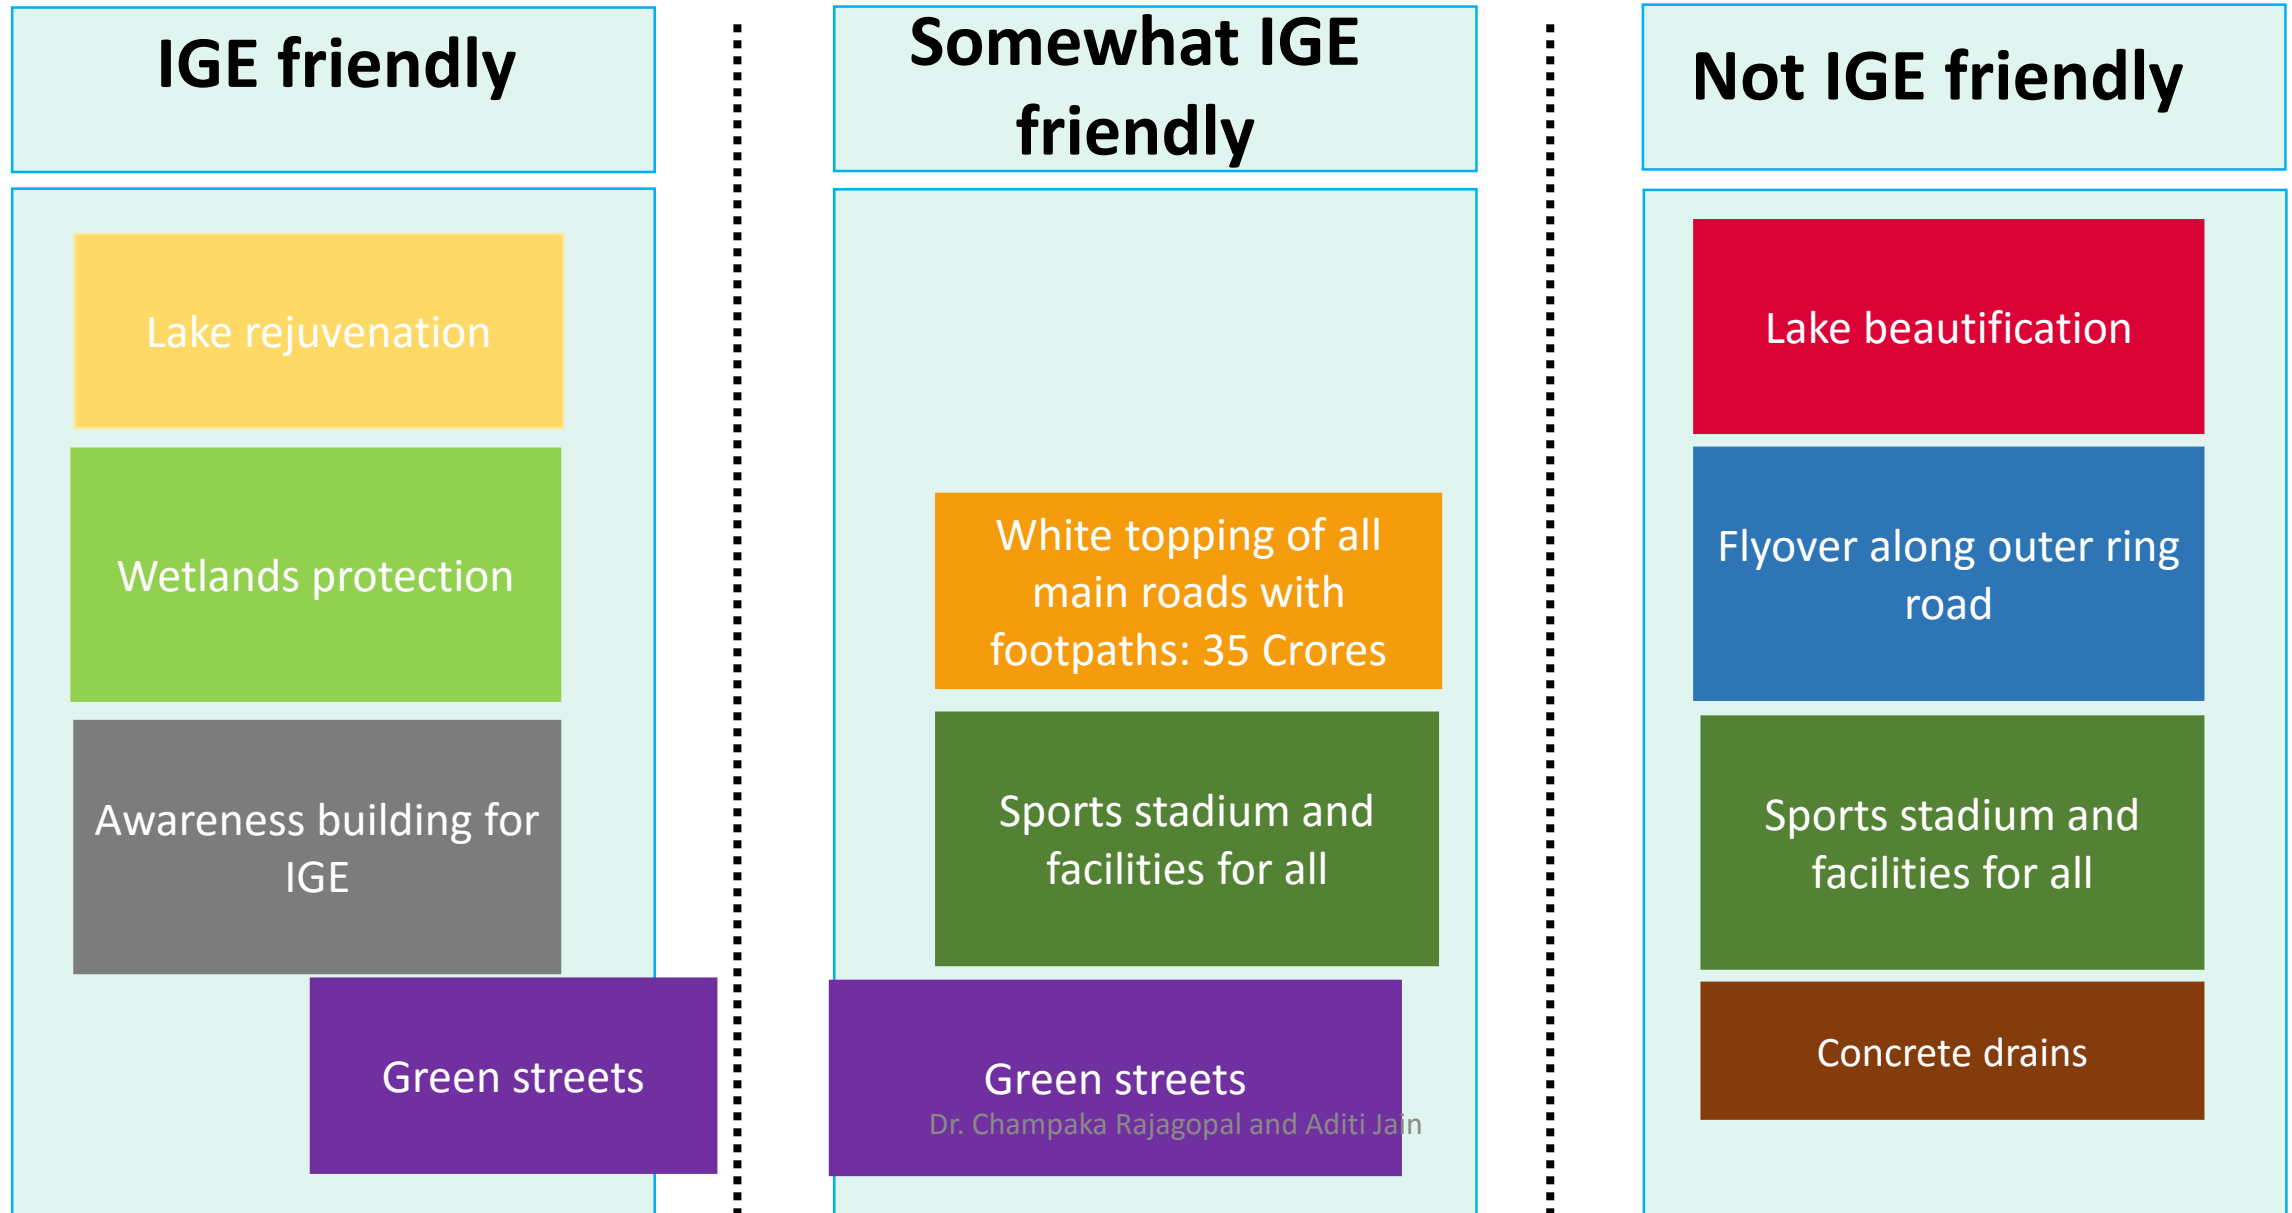 IGE friendly
Lake rejuvenation
Wetlands protection
Awareness building for
IGE
Green streets
Somewhat IGE
friendly
White topping of all
main roads with
footpaths: 35 Crores
Sports stadium and
facilities for all
Green streets
Dr. Champaka Rajagopal and Aditi Jain
Not IGE friendly
Lake beautification
Flyover along outer ring
road
Sports stadium and
facilities for all
Concrete drains